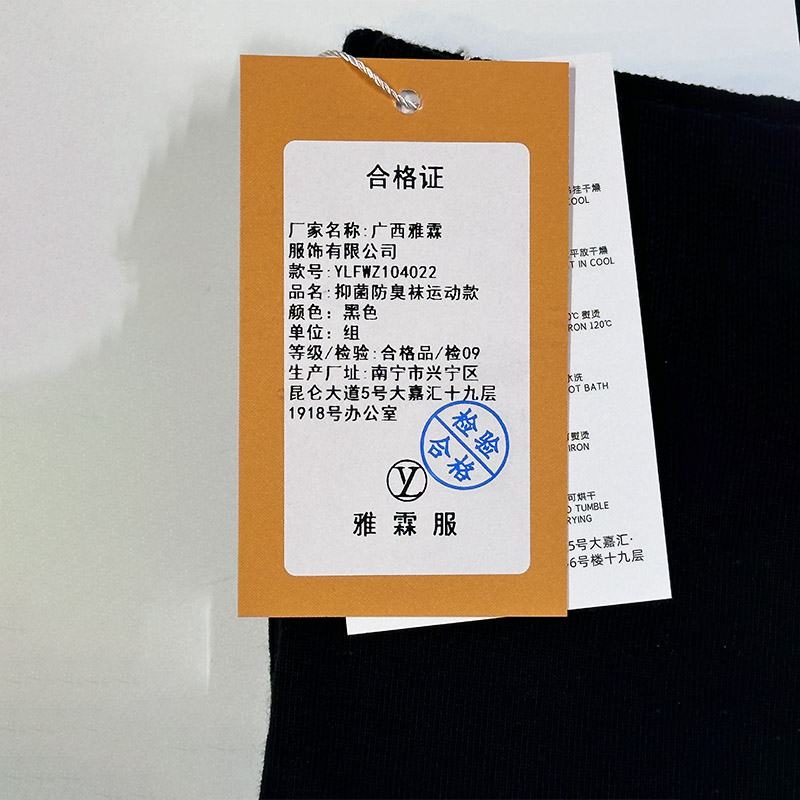 合格证
厂家名称:广西雅霖
服饰有限公司
款号:YLFWZ104022
品名:抑菌防臭袜运动款
颜色: 黑色
单位: 组
等级/检验:合格品/检09
生产厂址:南宁市兴宁区
昆仑大道5号大嘉汇十九层
1918号办公室
检验
合格
雅霖服
挂干燥
COOL
平放干燥
IN COOL
℃ 熨烫
120℃
水洗
BATH
熨烫
可烘干
TUMBLE
5号大嘉汇·
6号楼十九层